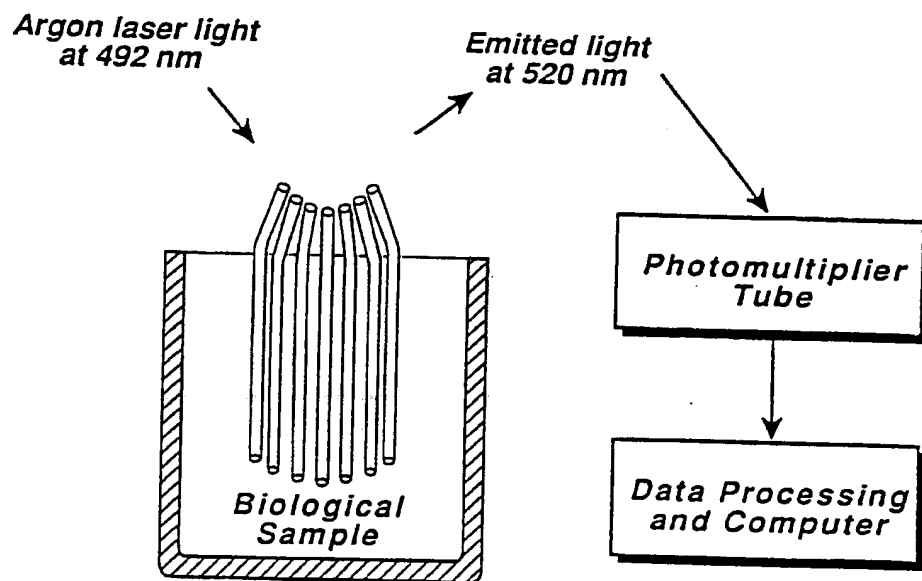 Argon laser light
at 492 nm
Emitted light
at 520 nm
Photomultiplier
Tube
Biological
Sample
Data Processing
and Computer